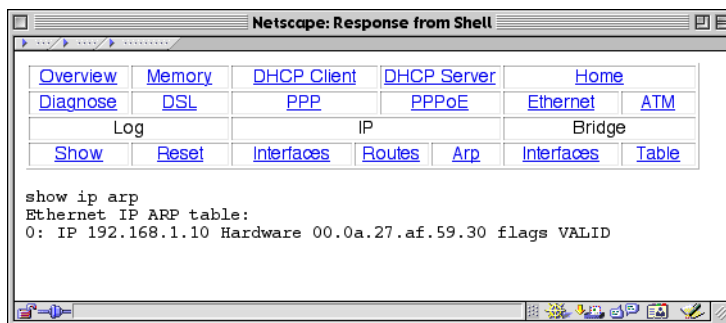 Netscape: Response from Shell
Overview Memory DHCP Client DHCP Server Home
Diagnose DSL PPP PPPoE Ethernet ATM
Log IP Bridge
Show Reset Interfaces Routes Arp Interfaces Table
show ip arp
Ethernet IP ARP table:
0: IP 192.168.1.10 Hardware 00.0a.27.af.59.30 flags VALID